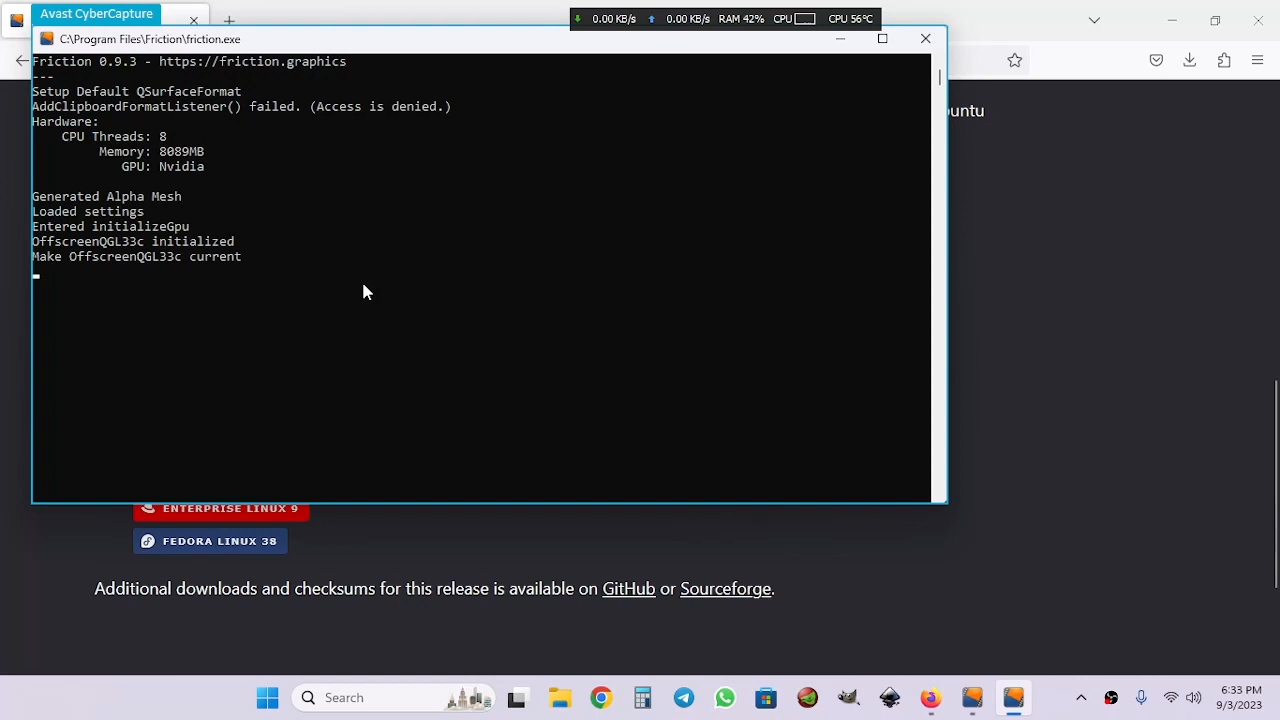 Avast CyberCapture
0.00 KB/s 0.00 KB/s RAM 42% CPU CPU 56°C
C:\Program Files\Friction\friction.exe
Friction 0.9.3 - https://friction.graphics
---
Setup Default QSurfaceFormat
AddClipboardFormatListener() failed. (Access is denied.)
Hardware:
CPU Threads: 8
Memory: 8089MB
GPU: Nvidia
Generated Alpha Mesh
Loaded settings
Entered initializeGpu
OffscreenQGL33c initialized
Make OffscreenQGL33c current
buntu
ENTERPRISE LINUX 9
FEDORA LINUX 38
Additional downloads and checksums for this release is available on GitHub or Sourceforge.
Search
6:33 PM
9/3/2023